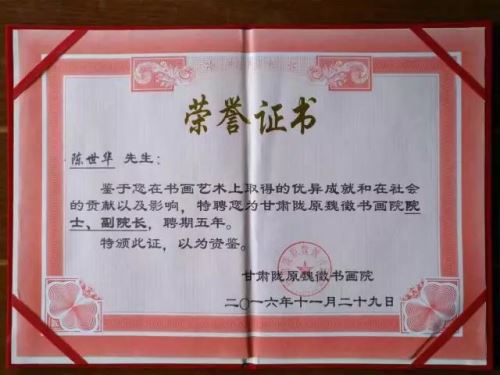 荣誉证书
陈世华 先生：
鉴于您在书画艺术上取得的优异成就和在社会
的贡献以及影响，特聘您为甘肃陇原魏徵书画院院
士、副院长，聘期五年。
特颁此证，以为资鉴。
甘肃陇原魏徵书画院
二〇一六年十一月二十九日